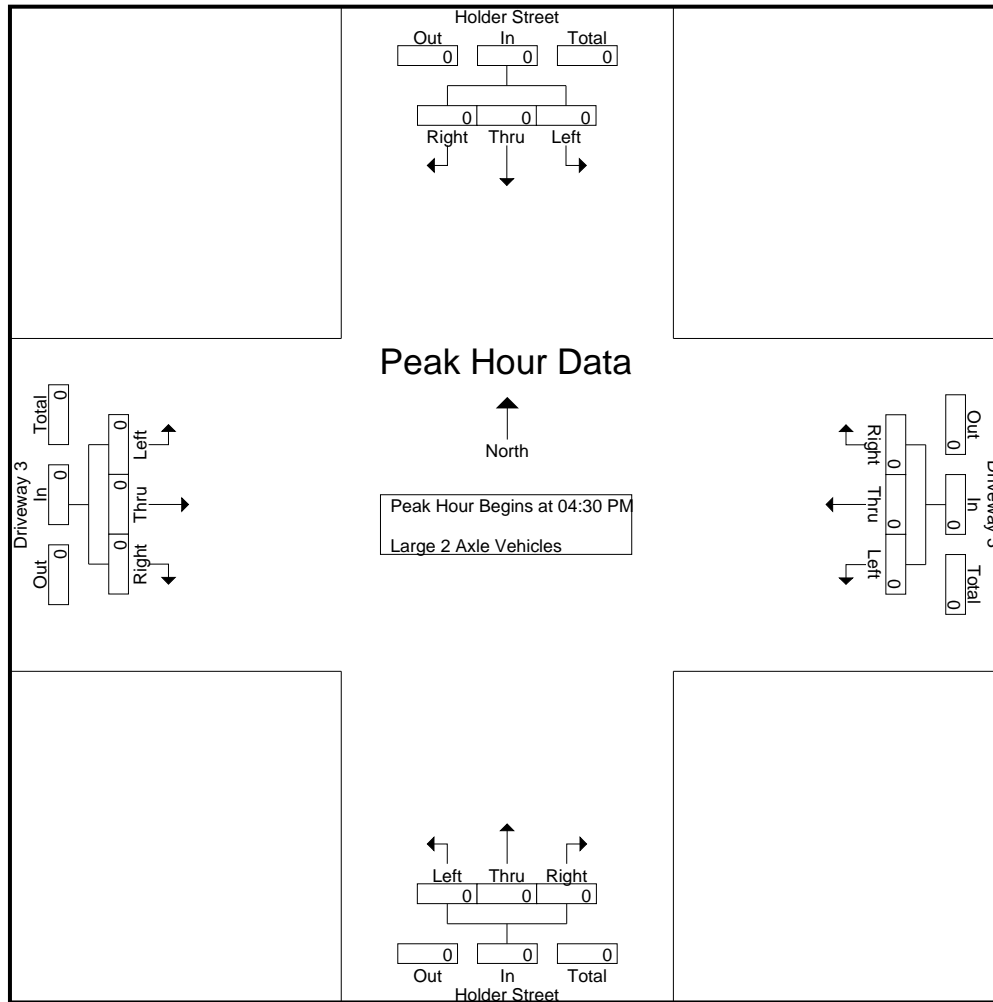 Holder Street
Out In Total
0 0 0
0 0 0
Right Thru Left
Peak Hour Data
North
Peak Hour Begins at 04:30 PM
Large 2 Axle Vehicles
Driveway 3
Total In Out
0 0 0
0 0 0
Left Thru Right
Driveway 3
Out In Total
0 0 0
0 0 0
Right Thru Left
Left Thru Right
0 0 0
0 0 0
Out In Total
Holder Street